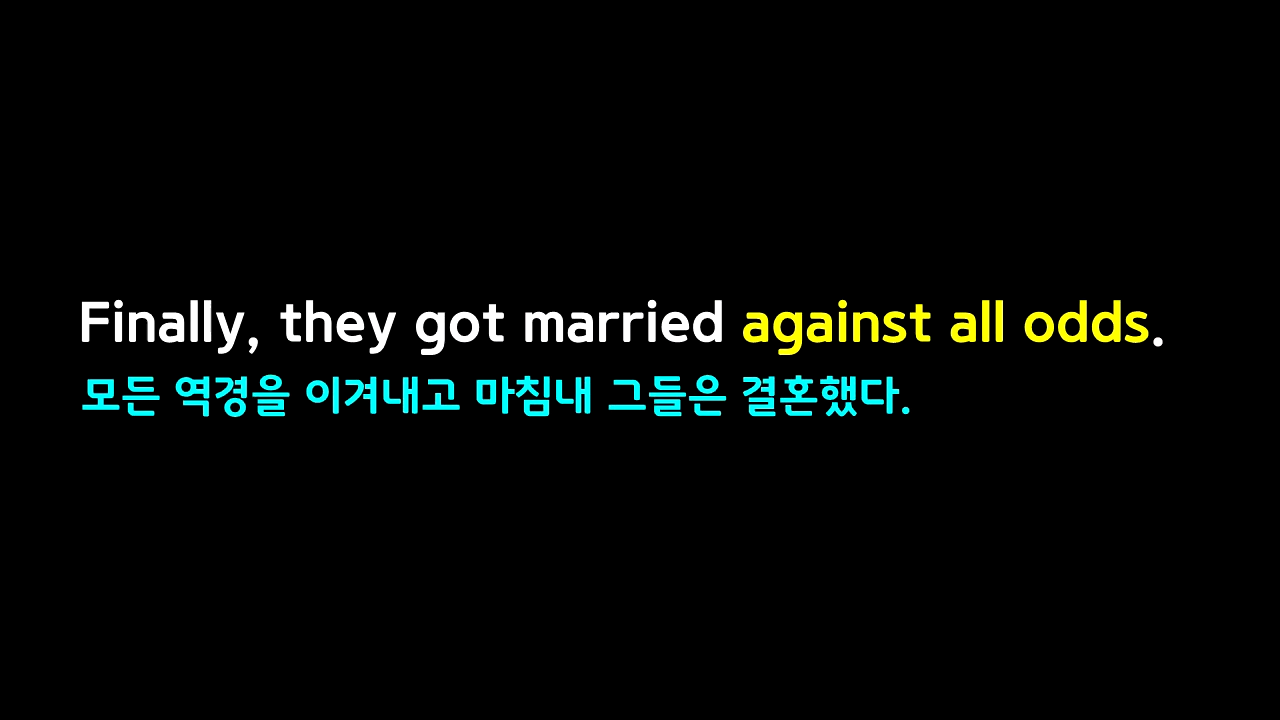 Finally, they got married against all odds.
모든 역경을 이겨내고 마침내 그들은 결혼했다.